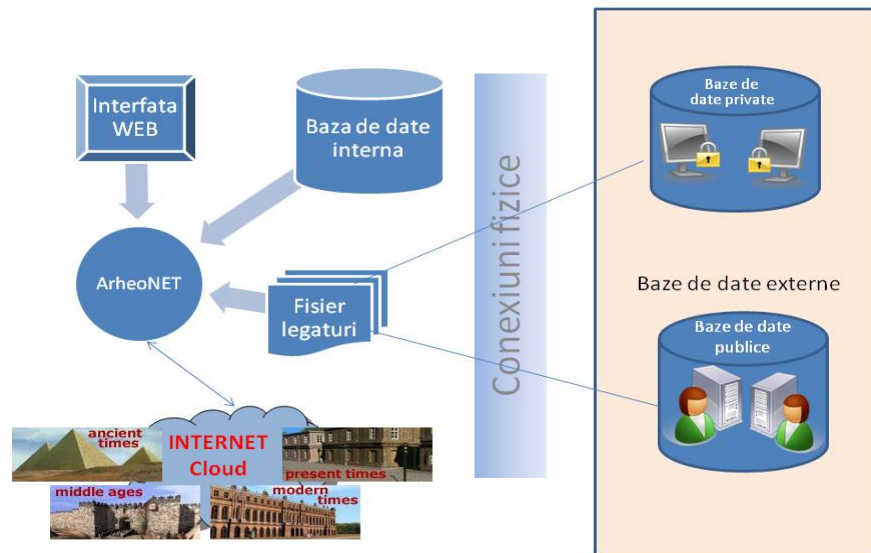 Interfata
WEB
Baza de date
interna
ArheoNET
Fisier
legaturi
Conexiuni fizice
Baze de
date private
Baze de date externe
Baze de date
publice
INTERNET
Cloud
ancient
times
present times
middle ages
modern
times